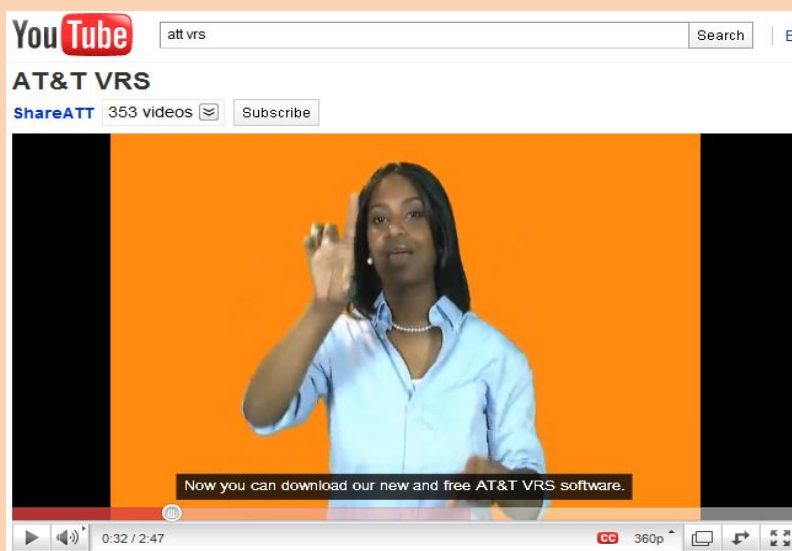 YouTube att vrs Search E
AT&T VRS
ShareATT 353 videos Subscribe
Now you can download our new and free AT&T VRS software.
0:32 / 2:47 CC 360p